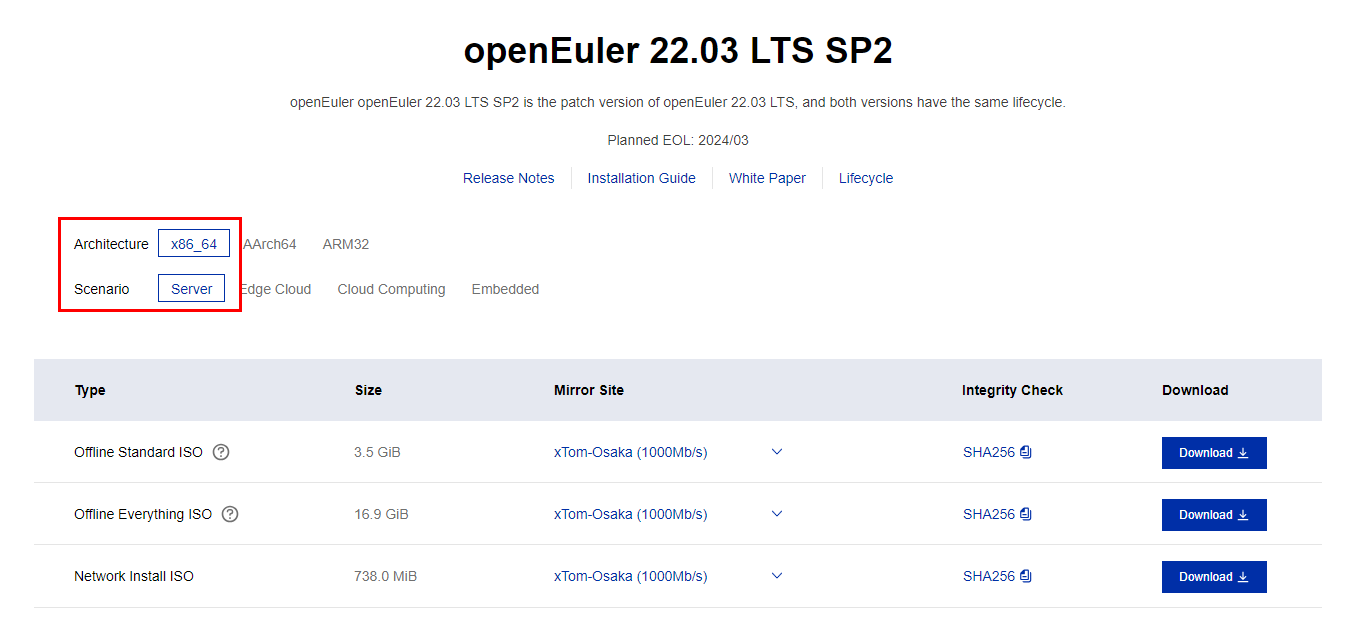 openEuler 22.03 LTS SP2
openEuler openEuler 22.03 LTS SP2 is the patch version of openEuler 22.03 LTS, and both versions have the same lifecycle.
Planned EOL: 2024/03
Release Notes Installation Guide White Paper Lifecycle
Architecture x86_64 AArch64 ARM32
Scenario Server Edge Cloud Cloud Computing Embedded
Type Size Mirror Site Integrity Check Download
Offline Standard ISO ? 3.5 GiB xTom-Osaka (1000Mb/s) SHA256 Download
Offline Everything ISO ? 16.9 GiB xTom-Osaka (1000Mb/s) SHA256 Download
Network Install ISO 738.0 MiB xTom-Osaka (1000Mb/s) SHA256 Download